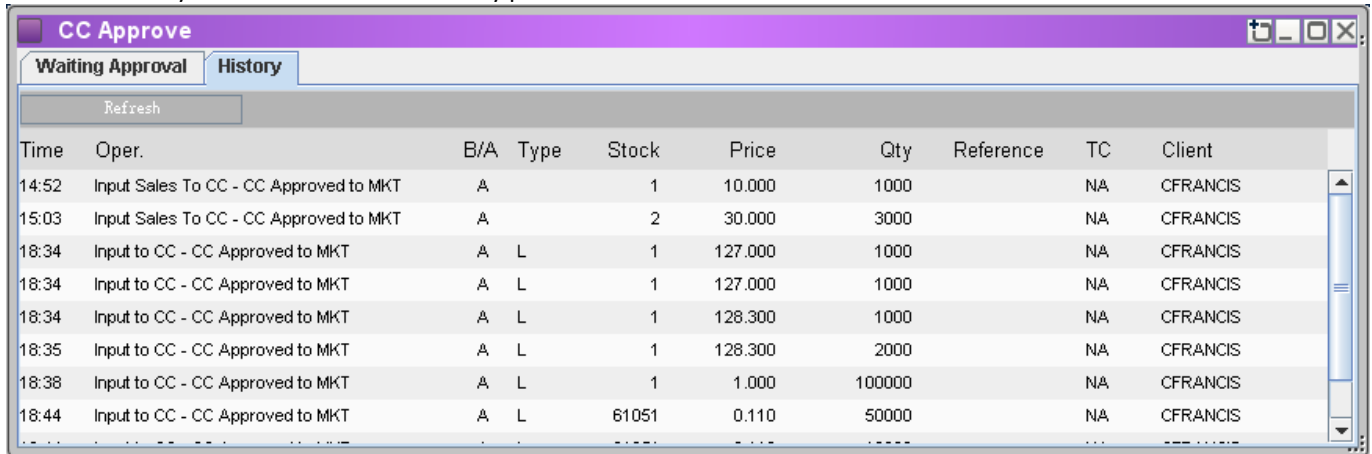 CC Approve
Waiting Approval History
Refresh
Time Oper. B/A Type Stock Price Qty Reference TC Client
14:52 Input Sales To CC - CC Approved to MKT A 1 10.000 1000 NA CFRANCIS
15:03 Input Sales To CC - CC Approved to MKT A 2 30.000 3000 NA CFRANCIS
18:34 Input to CC - CC Approved to MKT A L 1 127.000 1000 NA CFRANCIS
18:34 Input to CC - CC Approved to MKT A L 1 127.000 1000 NA CFRANCIS
18:34 Input to CC - CC Approved to MKT A L 1 128.300 1000 NA CFRANCIS
18:35 Input to CC - CC Approved to MKT A L 1 128.300 2000 NA CFRANCIS
18:38 Input to CC - CC Approved to MKT A L 1 1.000 100000 NA CFRANCIS
18:44 Input to CC - CC Approved to MKT A L 61051 0.110 50000 NA CFRANCIS